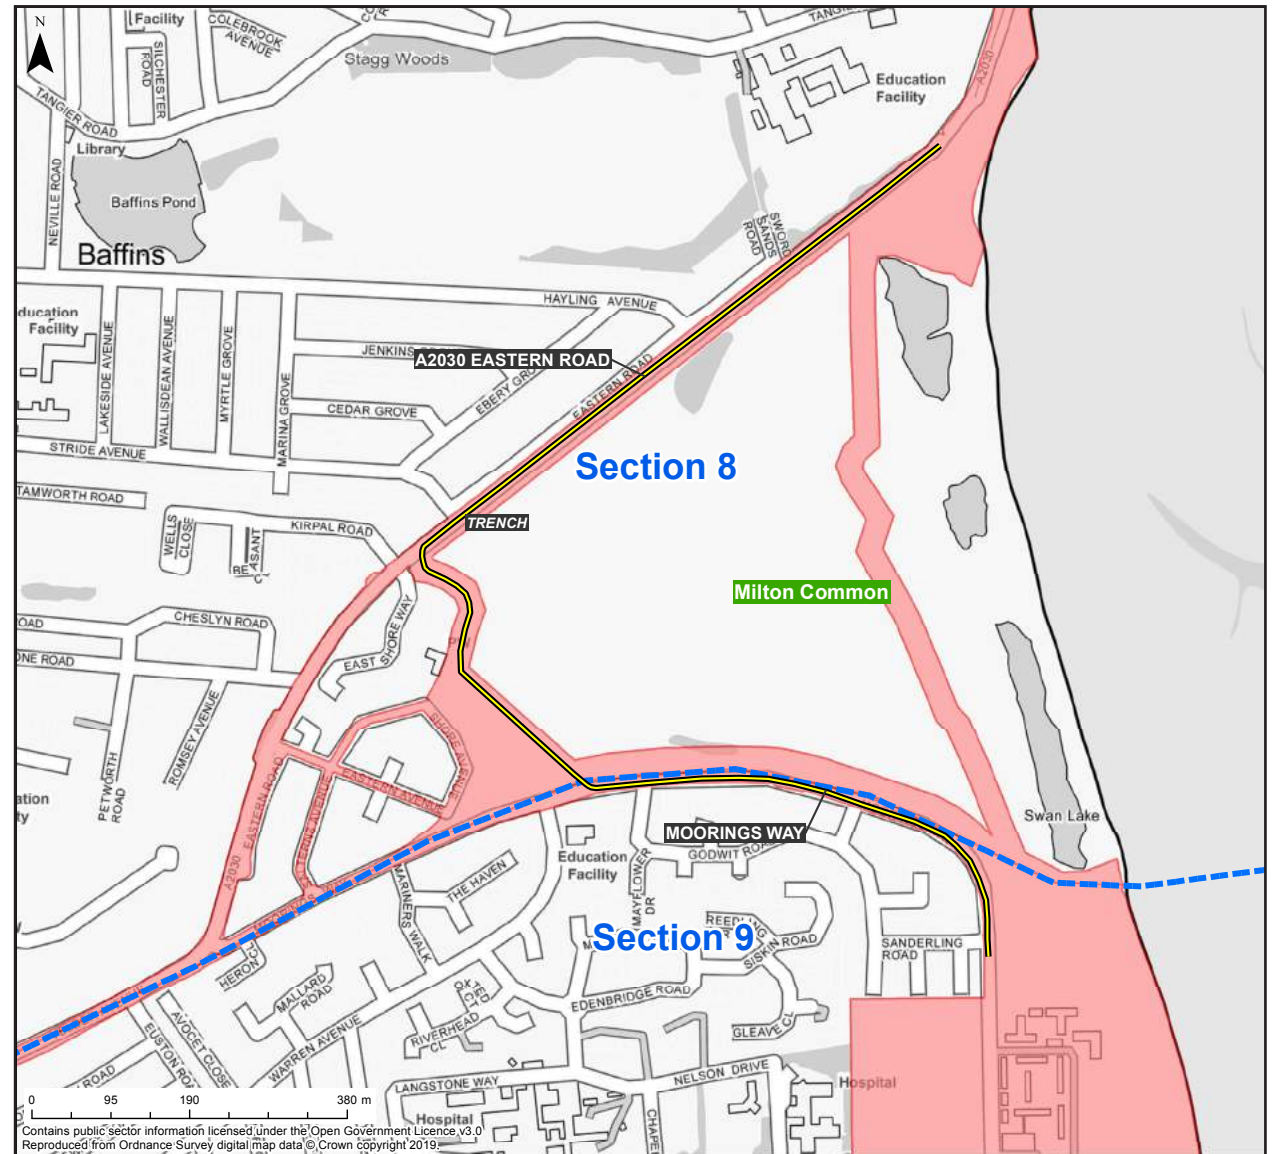 N
Facility
COLEBROOK
AVENUE
SILCHESTER
ROAD
Stagg Woods
Education
Facility
A2030
TANGIER ROAD
Library
Baffins Pond
NEVILLE ROAD
Baffins
SWORD
SANDS
ROAD
HAYLING AVENUE
Facility
LAKESIDE AVENUE
WALLISDEAN AVENUE
MYRTLE GROVE
MARINA GROVE
JENKINS
A2030 EASTERN ROAD
EBERY GRO
EASTERN ROAD
CEDAR GROVE
STRIDE AVENUE
Section 8
TAMWORTH ROAD
WELLS
CLOSE
KIRPAL ROAD
TRENCH
Milton Common
CHESLYN ROAD
ROAD
EAST SHORE WAY
ROMSEY AVENUE
PETWORTH
ROAD
SHORE AVENUE
EASTERN AVENUE
A2030 EASTERN ROAD
Swan Lake
MOORINGS WAY
GODWIT ROAD
Education
Facility
MAYFLOWER
DR
THE HAVEN
MARINERS WALK
Section 9
SISKIN ROAD
SANDERLING
ROAD
HERON
MALLARD
ROAD
EDENBRIDGE ROAD
RIVERHEAD
CL
GLEAVE CL
AVOCET CLOSE
EUSTON ROAD
WARREN AVENUE
LANGSTONE WAY
NELSON DRIVE
Hospital
Hospital
ROAD
0 95 190 380 m
Contains public sector information licensed under the Open Government Licence v3.0
Reproduced from Ordnance Survey digital map data © Crown copyright 2019.